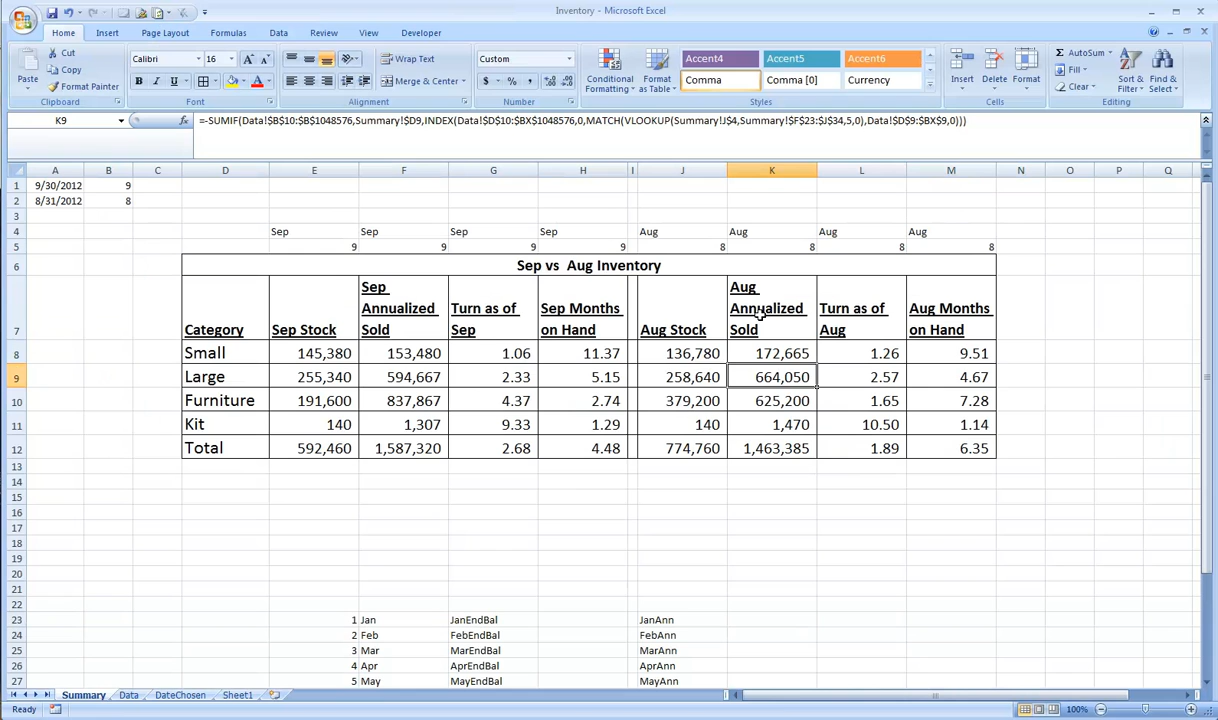 Inventory - Microsoft Excel
Home Insert Page Layout Formulas Data Review View Developer
Paste
Cut
Copy
Format Painter
Clipboard
Calibri 16
B I U
Font
Wrap Text
Merge & Center
Alignment
Custom
$ % ,
Number
Conditional Formatting
Format as Table
Accent4 Accent5 Accent6
Comma Comma [0] Currency
Styles
Insert Delete Format
Cells
AutoSum
Fill
Clear
Sort & Filter
Find & Select
Editing
K9 fx =-SUMIF(Data!$B$10:$B$1048576,Summary!$D9,INDEX(Data!$D$10:$BX$1048576,0,MATCH(VLOOKUP(Summary!J$4,Summary!$F$23:$J$34,5,0),Data!$D$9:$BX$9,0)))
A B C D E F G H I J K L M N O P Q
1 9/30/2012 9
2 8/31/2012 8
3
4 Sep Sep Sep Sep Aug Aug Aug Aug
5 9 9 9 9 8 8 8 8
6 Sep vs Aug Inventory
7 Category Sep Stock Sep Annualized Sold Turn as of Sep Sep Months on Hand Aug Stock Aug Annualized Sold Turn as of Aug Aug Months on Hand
8 Small 145,380 153,480 1.06 11.37 136,780 172,665 1.26 9.51
9 Large 255,340 594,667 2.33 5.15 258,640 664,050 2.57 4.67
10 Furniture 191,600 837,867 4.37 2.74 379,200 625,200 1.65 7.28
11 Kit 140 1,307 9.33 1.29 140 1,470 10.50 1.14
12 Total 592,460 1,587,320 2.68 4.48 774,760 1,463,385 1.89 6.35
13
14
15
16
17
18
19
20
21
22
23 1 Jan JanEndBal JanAnn
24 2 Feb FebEndBal FebAnn
25 3 Mar MarEndBal MarAnn
26 4 Apr AprEndBal AprAnn
27 5 May MayEndBal MayAnn
Summary Data DateChosen Sheet1
Ready 100%